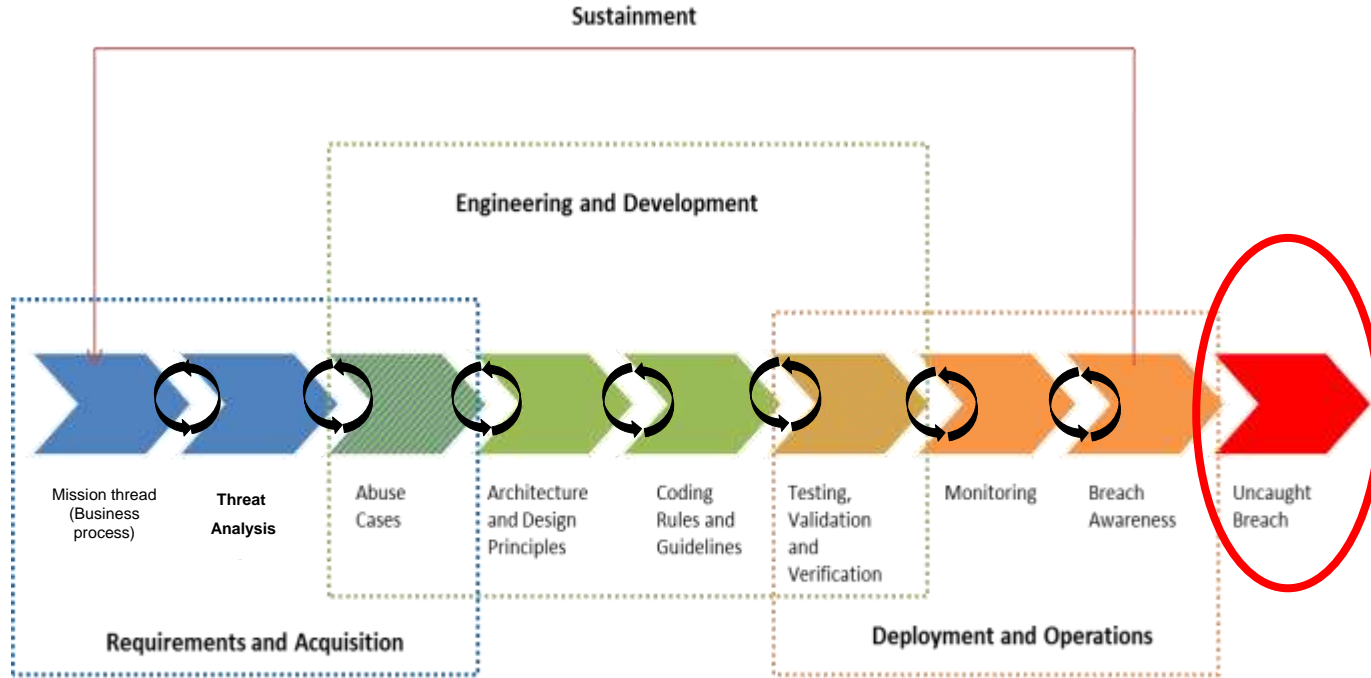 Sustainment
Engineering and Development
Mission thread
(Business
process)
Threat
Analysis
Abuse
Cases
Architecture
and Design
Principles
Coding
Rules and
Guidelines
Testing,
Validation
and
Verification
Monitoring
Breach
Awareness
Uncaught
Breach
Requirements and Acquisition
Deployment and Operations